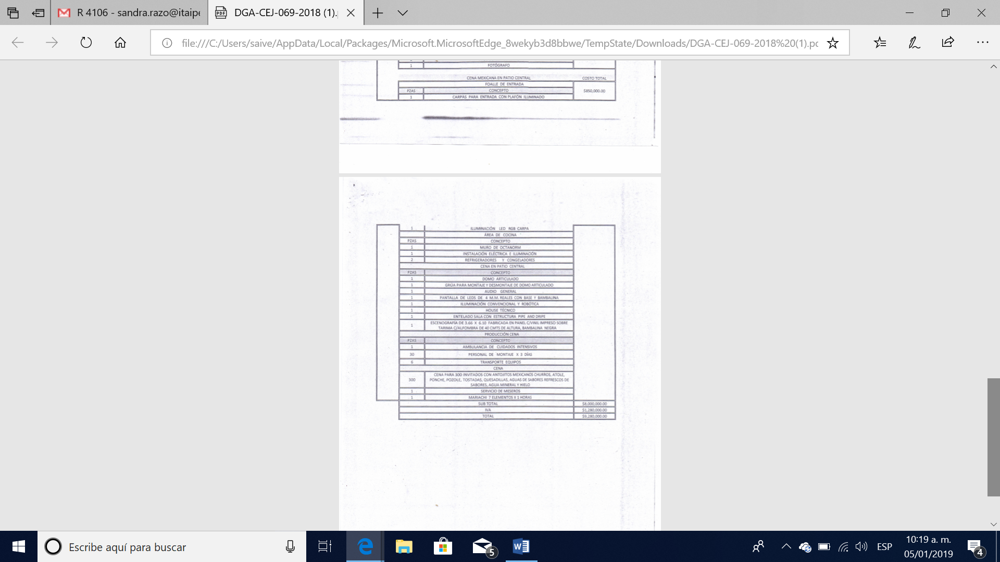 R 4106 - sandra.razo@itaipe
DGA-CEJ-069-2018 (1).
file:///C:/Users/saive/AppData/Local/Packages/Microsoft.MicrosoftEdge_8wekyb3d8bbwe/TempState/Downloads/DGA-CEJ-069-2018%20(1).pc
1 FOTÓGRAFO
CENA MEXICANA EN PATIO CENTRAL COSTO TOTAL
FOALLE DE ENTRADA
PZAS CONCEPTO $850,000.00
1 CARPAS PARA ENTRADA CON PLAFÓN ILUMINADO
1 ILUMINACIÓN LED RGB CARPA
ÁREA DE COCINA
PZAS CONCEPTO
1 MURO DE OCTANORM
1 INSTALACIÓN ELÉCTRICA E ILUMINACIÓN
2 REFRIGERADORES Y CONGELADORES
CENA EN PATIO CENTRAL
PZAS CONCEPTO
1 DOMO ARTICULADO
1 GRÚA PARA MONTAJE Y DESMONTAJE DE DOMO ARTICULADO
1 AUDIO GENERAL
1 PANTALLA DE LEDS DE 4 M.M. REALES CON BASE Y BAMBALINA
1 ILUMINACIÓN CONVENCIONAL Y ROBÓTICA
1 HOUSE TÉCNICO
1 ENTELADO SALA CON ESTRUCTURA PIPE AND DRIPE
1 ESCENOGRAFÍA DE 3.66 X 6.10 FABRICADA EN PANEL C/VINIL IMPRESO SOBRE
TARIMA C/ALFOMBRA DE 40 CMTS DE ALTURA, BAMBALINA NEGRA
PRODUCCIÓN CENA
PZAS CONCEPTO
1 AMBULANCIA DE CUIDADOS INTENSIVOS
30 PERSONAL DE MONTAJE X 3 DÍAS
6 TRANSPORTE EQUIPOS
CENA
300 CENA PARA 300 INVITADOS CON ANTOJITOS MEXICANOS CHURROS, ATOLE,
PONCHE, POZOLE, TOSTADAS, QUESADILLAS, AGUAS DE SABORES REFRESCOS DE
SABORES, AGUA MINERAL Y HIELO
1 SERVICIO DE MESEROS
1 MARIACHI 7 ELEMENTOS X 1 HORAS
SUB TOTAL $8,000,000.00
IVA $1,280,000.00
TOTAL $9,280,000.00
Escribe aquí para buscar
5
ESP
10:19 a. m.
05/01/2019
4